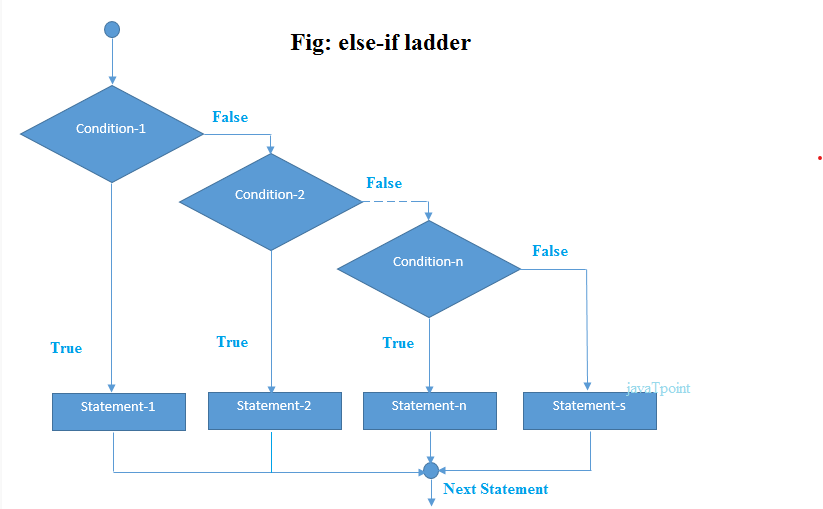 Fig: else-if ladder
Condition-1
False
Condition-2
False
Condition-n
False
True
True
True
javaTpoint
Statement-1
Statement-2
Statement-n
Statement-s
Next Statement